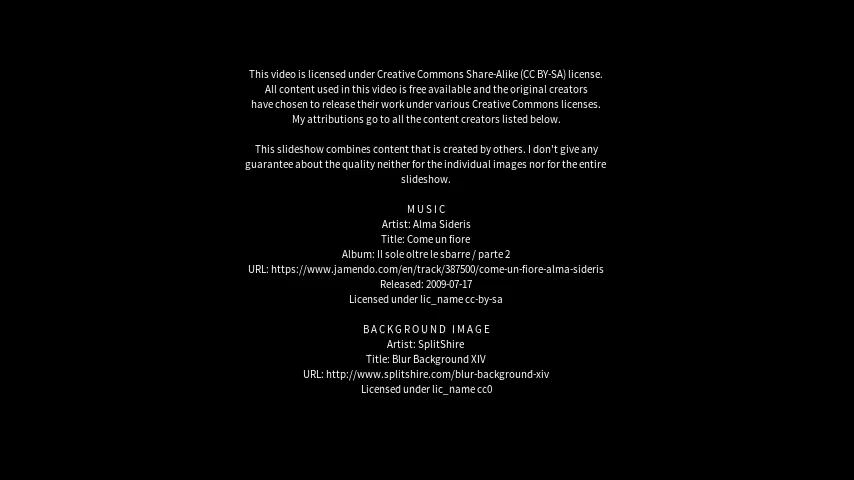 This video is licensed under Creative Commons Share-Alike (CC BY-SA) license.
All content used in this video is free available and the original creators
have chosen to release their work under various Creative Commons licenses.
My attributions go to all the content creators listed below.
This slideshow combines content that is created by others. I don't give any
guarantee about the quality neither for the individual images nor for the entire
slideshow.
MUSIC
Artist: Alma Sideris
Title: Come un fiore
Album: Il sole oltre le sbarre / parte 2
URL: https://www.jamendo.com/en/track/387500/come-un-fiore-alma-sideris
Released: 2009-07-17
Licensed under lic_name cc-by-sa
BACKGROUND IMAGE
Artist: SplitShire
Title: Blur Background XIV
URL: http://www.splitshire.com/blur-background-xiv
Licensed under lic_name cc0